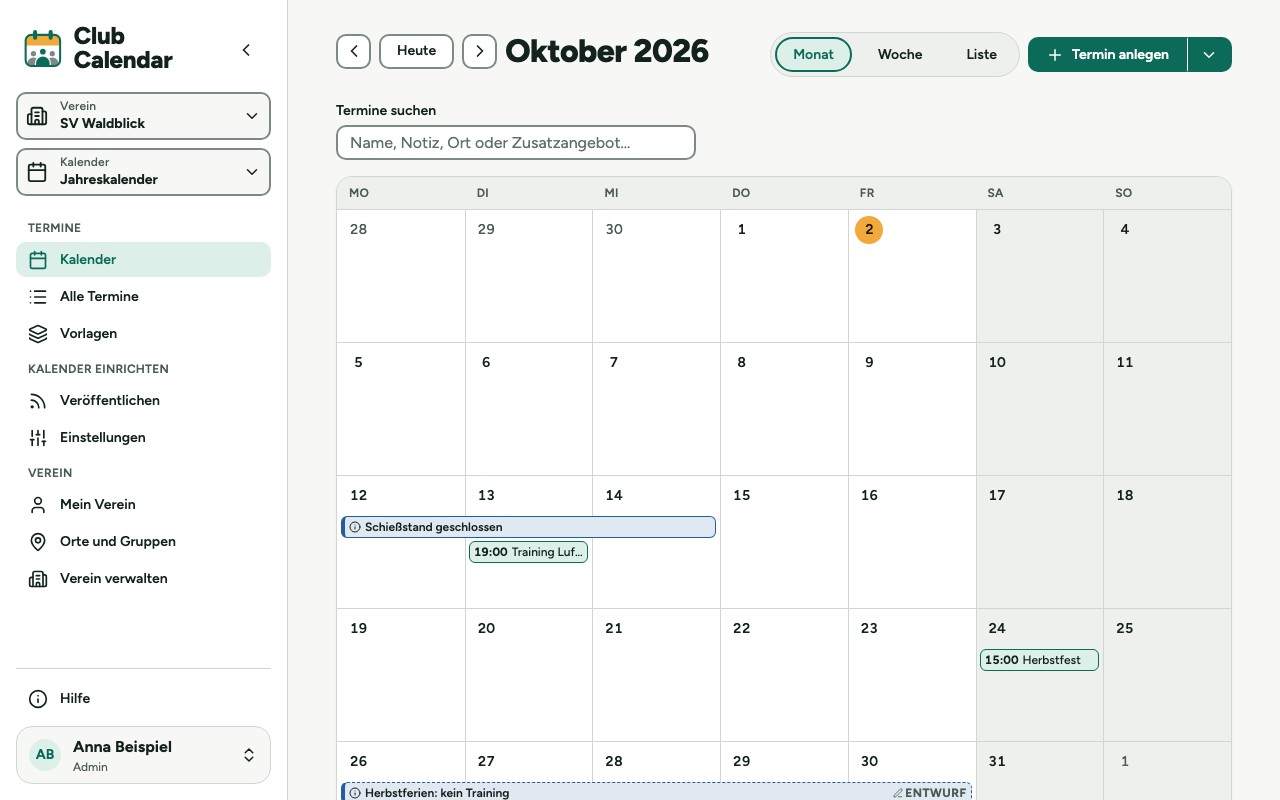 Club
Calendar
Verein
SV Waldblick
Kalender
Jahreskalender
TERMINE
Kalender
Alle Termine
Vorlagen
KALENDER EINRICHTEN
Veröffentlichen
Einstellungen
VEREIN
Mein Verein
Orte und Gruppen
Verein verwalten
Hilfe
AB
Anna Beispiel
Admin
Heute
Oktober 2026
Monat
Woche
Liste
Termin anlegen
Termine suchen
Name, Notiz, Ort oder Zusatzangebot...
MO DI MI DO FR SA SO
28 29 30 1 2 3 4
5 6 7 8 9 10 11
12 13 14 15 16 17 18
Schießstand geschlossen
19:00 Training Luf...
19 20 21 22 23 24 25
15:00 Herbstfest
26 27 28 29 30 31 1
Herbstferien: kein Training ENTWURF